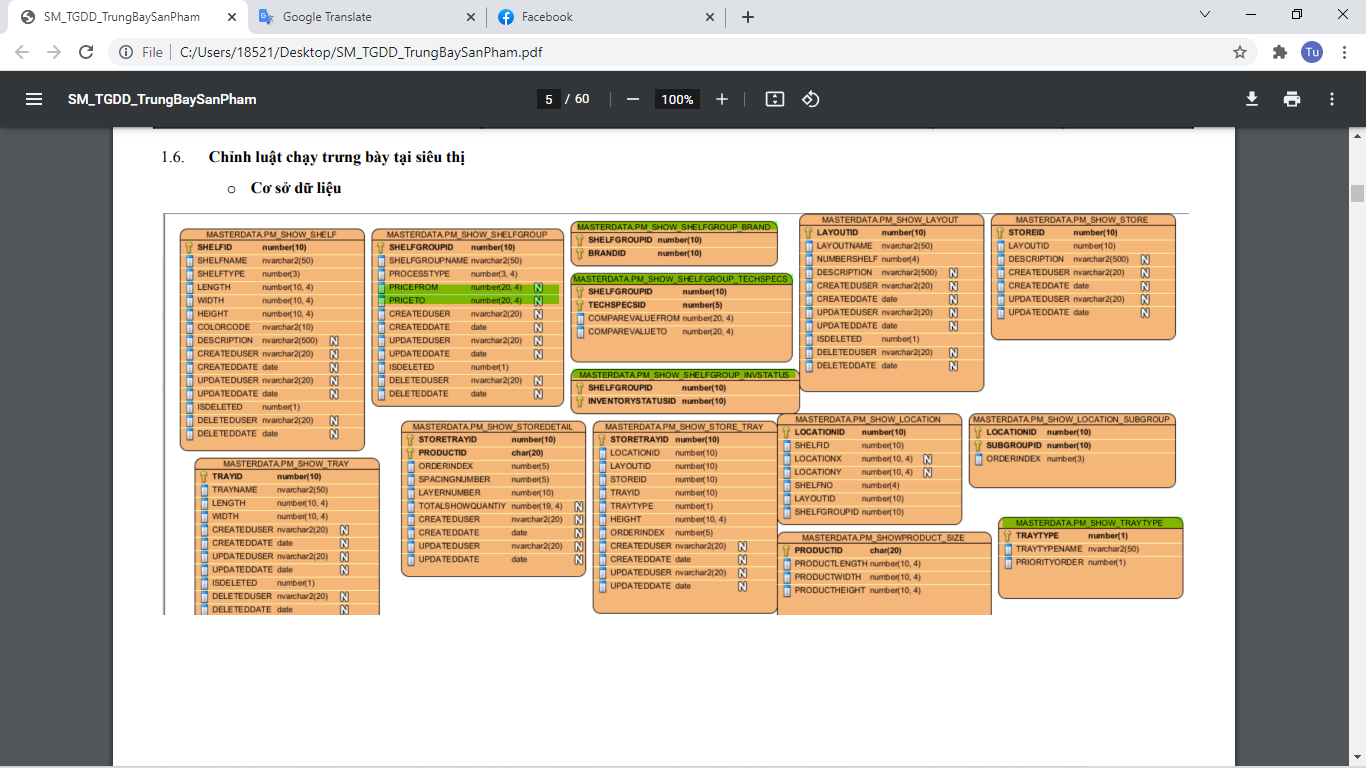 SM_TGDD_TrungBaySanPham
Google Translate
Facebook
File
C:/Users/18521/Desktop/SM_TGDD_TrungBaySanPham.pdf
Tu
SM_TGDD_TrungBaySanPham
5 / 60
100%
1.6. Chỉnh luật chạy trưng bày tại siêu thị
o Cơ sở dữ liệu
MASTERDATA.PM_SHOW_SHELF
SHELFID number(10)
SHELFNAME nvarchar2(50)
SHELFTYPE number(3)
LENGTH number(10, 4)
WIDTH number(10, 4)
HEIGHT number(10, 4)
COLORCODE nvarchar2(10)
DESCRIPTION nvarchar2(500) N
CREATEDUSER nvarchar2(20) N
CREATEDDATE date N
UPDATEDUSER nvarchar2(20) N
UPDATEDDATE date N
ISDELETED number(1)
DELETEDUSER nvarchar2(20) N
DELETEDDATE date N
MASTERDATA.PM_SHOW_SHELFGROUP
SHELFGROUPID number(10)
SHELFGROUPNAME nvarchar2(50)
PROCESSTYPE number(3, 4)
PRICEFROM number(20, 4) N
PRICETO number(20, 4) N
CREATEDUSER nvarchar2(20) N
CREATEDDATE date N
UPDATEDUSER nvarchar2(20) N
UPDATEDDATE date N
ISDELETED number(1)
DELETEDUSER nvarchar2(20) N
DELETEDDATE date N
MASTERDATA.PM_SHOW_SHELFGROUP_BRAND
SHELFGROUPID number(10)
BRANDID number(10)
MASTERDATA.PM_SHOW_SHELFGROUP_TECHSPECS
SHELFGROUPID number(10)
TECHSPECSID number(5)
COMPAREVALUEFROM number(20, 4)
COMPAREVALUETO number(20, 4)
MASTERDATA.PM_SHOW_SHELFGROUP_INVSTATUS
SHELFGROUPID number(10)
INVENTORYSTATUSID number(10)
MASTERDATA.PM_SHOW_LAYOUT
LAYOUTID number(10)
LAYOUTNAME nvarchar2(50)
NUMBERSHELF number(4)
DESCRIPTION nvarchar2(500) N
CREATEDUSER nvarchar2(20) N
CREATEDDATE date N
UPDATEDUSER nvarchar2(20) N
UPDATEDDATE date N
ISDELETED number(1)
DELETEDUSER nvarchar2(20) N
DELETEDDATE date N
MASTERDATA.PM_SHOW_STORE
STOREID number(10)
LAYOUTID number(10)
DESCRIPTION nvarchar2(500) N
CREATEDUSER nvarchar2(20) N
CREATEDDATE date N
UPDATEDUSER nvarchar2(20) N
UPDATEDDATE date N
MASTERDATA.PM_SHOW_TRAY
TRAYID number(10)
TRAYNAME nvarchar2(50)
LENGTH number(10, 4)
WIDTH number(10, 4)
CREATEDUSER nvarchar2(20) N
CREATEDDATE date N
UPDATEDUSER nvarchar2(20) N
UPDATEDDATE date N
ISDELETED number(1)
DELETEDUSER nvarchar2(20) N
DELETEDDATE date N
MASTERDATA.PM_SHOW_STOREDETAIL
STORETRAYID number(10)
PRODUCTID char(20)
ORDERINDEX number(5)
SPACINGNUMBER number(5)
LAYERNUMBER number(10)
TOTALSHOWQUANTIY number(19, 4) N
CREATEDUSER nvarchar2(20) N
CREATEDDATE date N
UPDATEDUSER nvarchar2(20) N
UPDATEDDATE date N
MASTERDATA.PM_SHOW_STORE_TRAY
STORETRAYID number(10)
LOCATIONID number(10)
LAYOUTID number(10)
STOREID number(10)
TRAYID number(10)
TRAYTYPE number(1)
HEIGHT number(10, 4)
ORDERINDEX number(5)
CREATEDUSER nvarchar2(20) N
CREATEDDATE date N
UPDATEDUSER nvarchar2(20) N
UPDATEDDATE date N
MASTERDATA.PM_SHOW_LOCATION
LOCATIONID number(10)
SHELFID number(10)
LOCATIONX number(10, 4) N
LOCATIONY number(10, 4) N
SHELFNO number(4)
LAYOUTID number(10)
SHELFGROUPID number(10)
MASTERDATA.PM_SHOW_LOCATION_SUBGROUP
LOCATIONID number(10)
SUBGROUPID number(10)
ORDERINDEX number(3)
MASTERDATA.PM_SHOWPRODUCT_SIZE
PRODUCTID char(20)
PRODUCTLENGTH number(10, 4)
PRODUCTWIDTH number(10, 4)
PRODUCTHEIGHT number(10, 4)
MASTERDATA.PM_SHOW_TRAYTYPE
TRAYTYPE number(1)
TRAYTYPENAME nvarchar2(50)
PRIORITYORDER number(1)